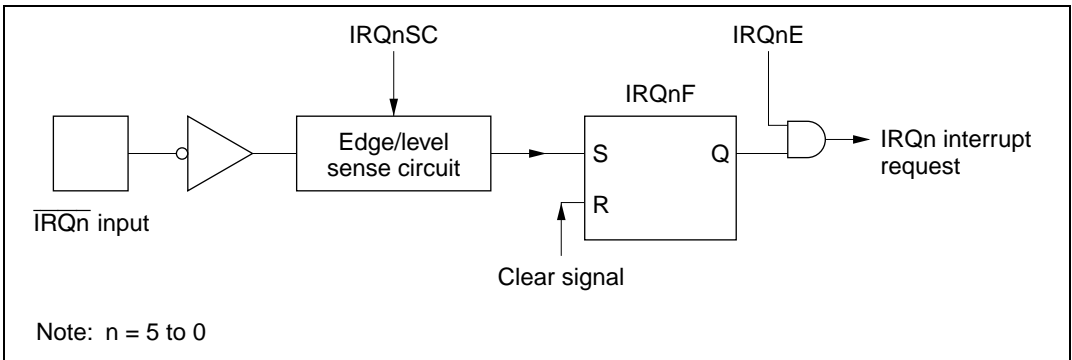 IRQnSC
IRQnE
IRQnF
Edge/level
sense circuit
S
Q
R
IRQn interrupt
request
IRQn input
Clear signal
Note: n = 5 to 0